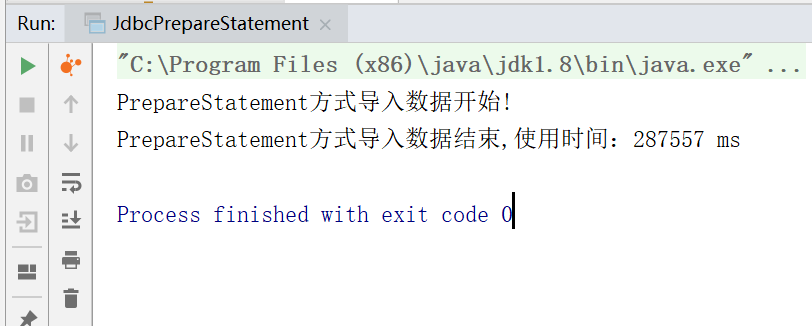 Run: JdbcPrepareStatement ×
"C:\Program Files (x86)\java\jdk1.8\bin\java.exe" ...
PrepareStatement方式导入数据开始!
PrepareStatement方式导入数据结束,使用时间：287557 ms
Process finished with exit code 0